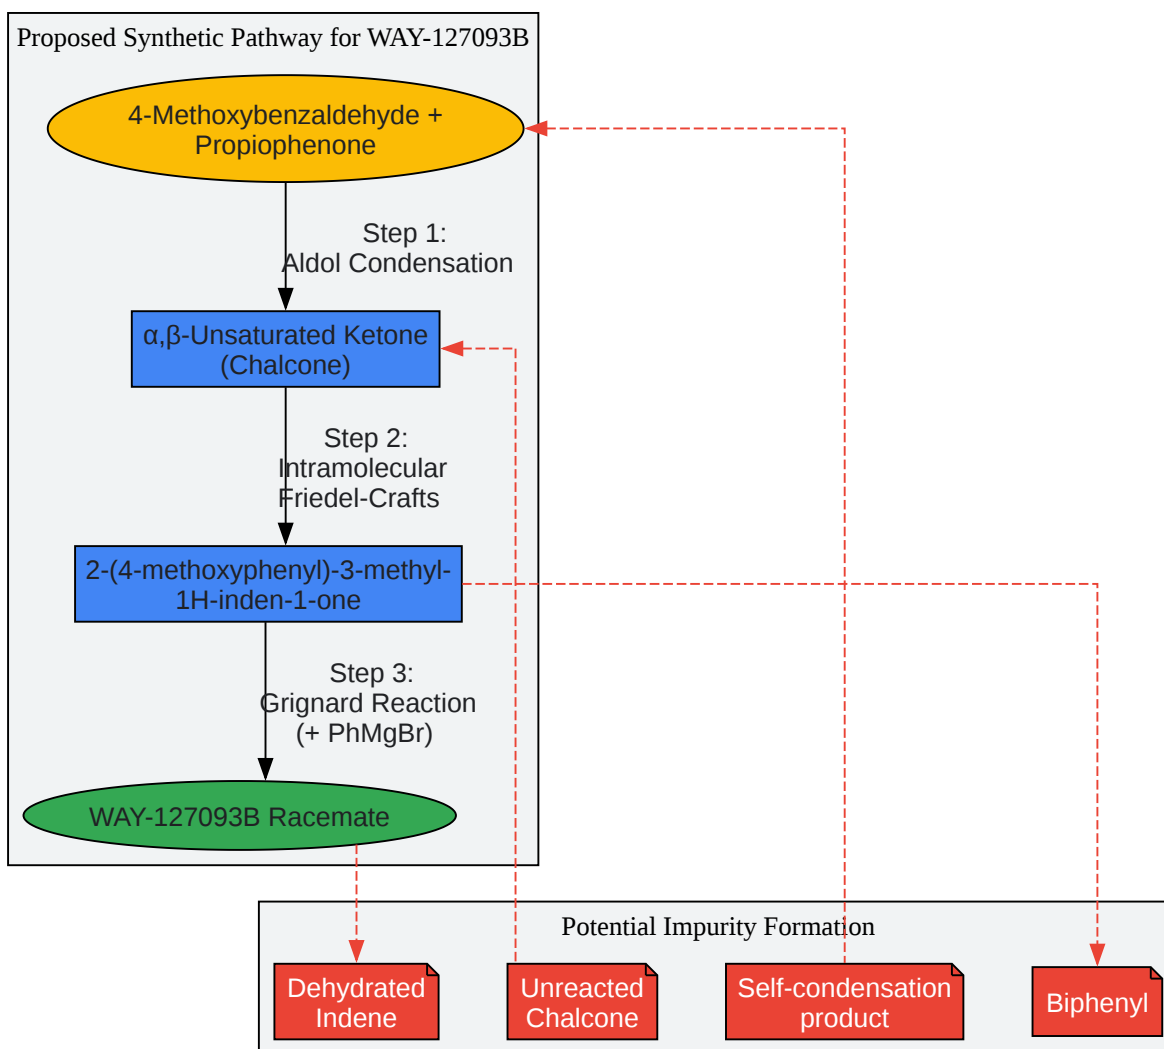 Proposed Synthetic Pathway for WAY-127093B
4-Methoxybenzaldehyde +
Propiophenone
Step 1:
Aldol Condensation
α,β-Unsaturated Ketone
(Chalcone)
Step 2:
Intramolecular
Friedel-Crafts
2-(4-methoxyphenyl)-3-methyl-
1H-inden-1-one
Step 3:
Grignard Reaction
(+ PhMgBr)
WAY-127093B Racemate
Potential Impurity Formation
Dehydrated
Indene
Unreacted
Chalcone
Self-condensation
product
Biphenyl